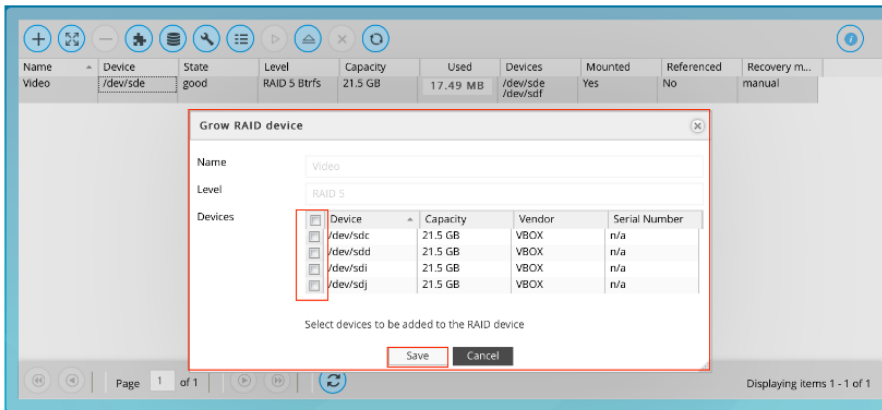 Name Device State Level Capacity Used Devices Mounted Referenced Recovery m...
Video /dev/sde good RAID 5 Btrfs 21.5 GB 17.49 MB /dev/sde Yes No manual
/dev/sdf
Grow RAID device
Name Video
Level RAID 5
Devices Device Capacity Vendor Serial Number
/dev/sdc 21.5 GB VBOX n/a
/dev/sdd 21.5 GB VBOX n/a
/dev/sdi 21.5 GB VBOX n/a
/dev/sdj 21.5 GB VBOX n/a
Select devices to be added to the RAID device
Save Cancel
Page 1 of 1 Displaying items 1 - 1 of 1